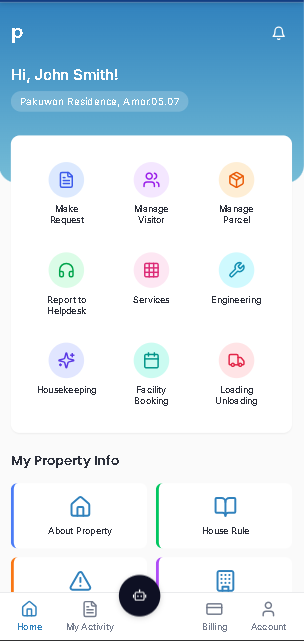 p
Hi, John Smith!
Pakuwon Residence, Amor.05.07
Make
Request
Manage
Visitor
Manage
Parcel
Report to
Helpdesk
Services
Engineering
Housekeeping
Facility
Booking
Loading
Unloading
My Property Info
About Property
House Rule
Home
My Activity
Billing
Account